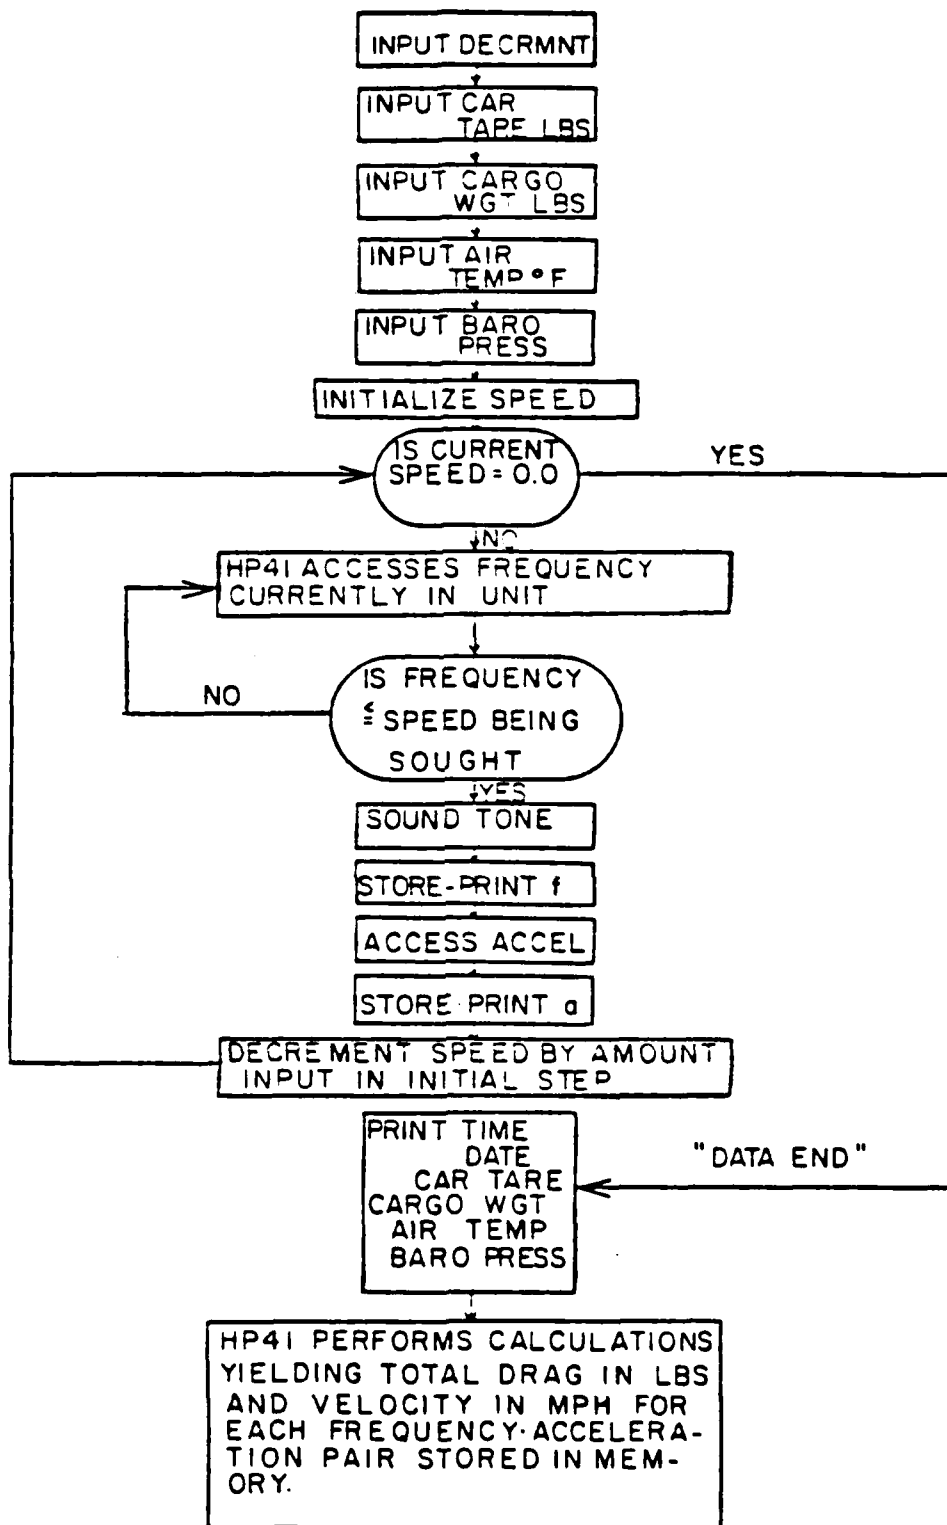 INPUT DECRMNT
INPUT CAR
TARE LBS
INPUT CARGO
WGT LBS
INPUT AIR
TEMP °F
INPUT BARO
PRESS
INITIALIZE SPEED
IS CURRENT
SPEED = 0.0
YES
NO
HP41 ACCESSES FREQUENCY
CURRENTLY IN UNIT
IS FREQUENCY
≤ SPEED BEING
SOUGHT
NO
YES
SOUND TONE
STORE-PRINT f
ACCESS ACCEL
STORE·PRINT a
DECREMENT SPEED BY AMOUNT
INPUT IN INITIAL STEP
PRINT TIME
DATE
CAR TARE
CARGO WGT
AIR TEMP
BARO PRESS
"DATA END"
HP41 PERFORMS CALCULATIONS
YIELDING TOTAL DRAG IN LBS
AND VELOCITY IN MPH FOR
EACH FREQUENCY·ACCELERA-
TION PAIR STORED IN MEM-
ORY.